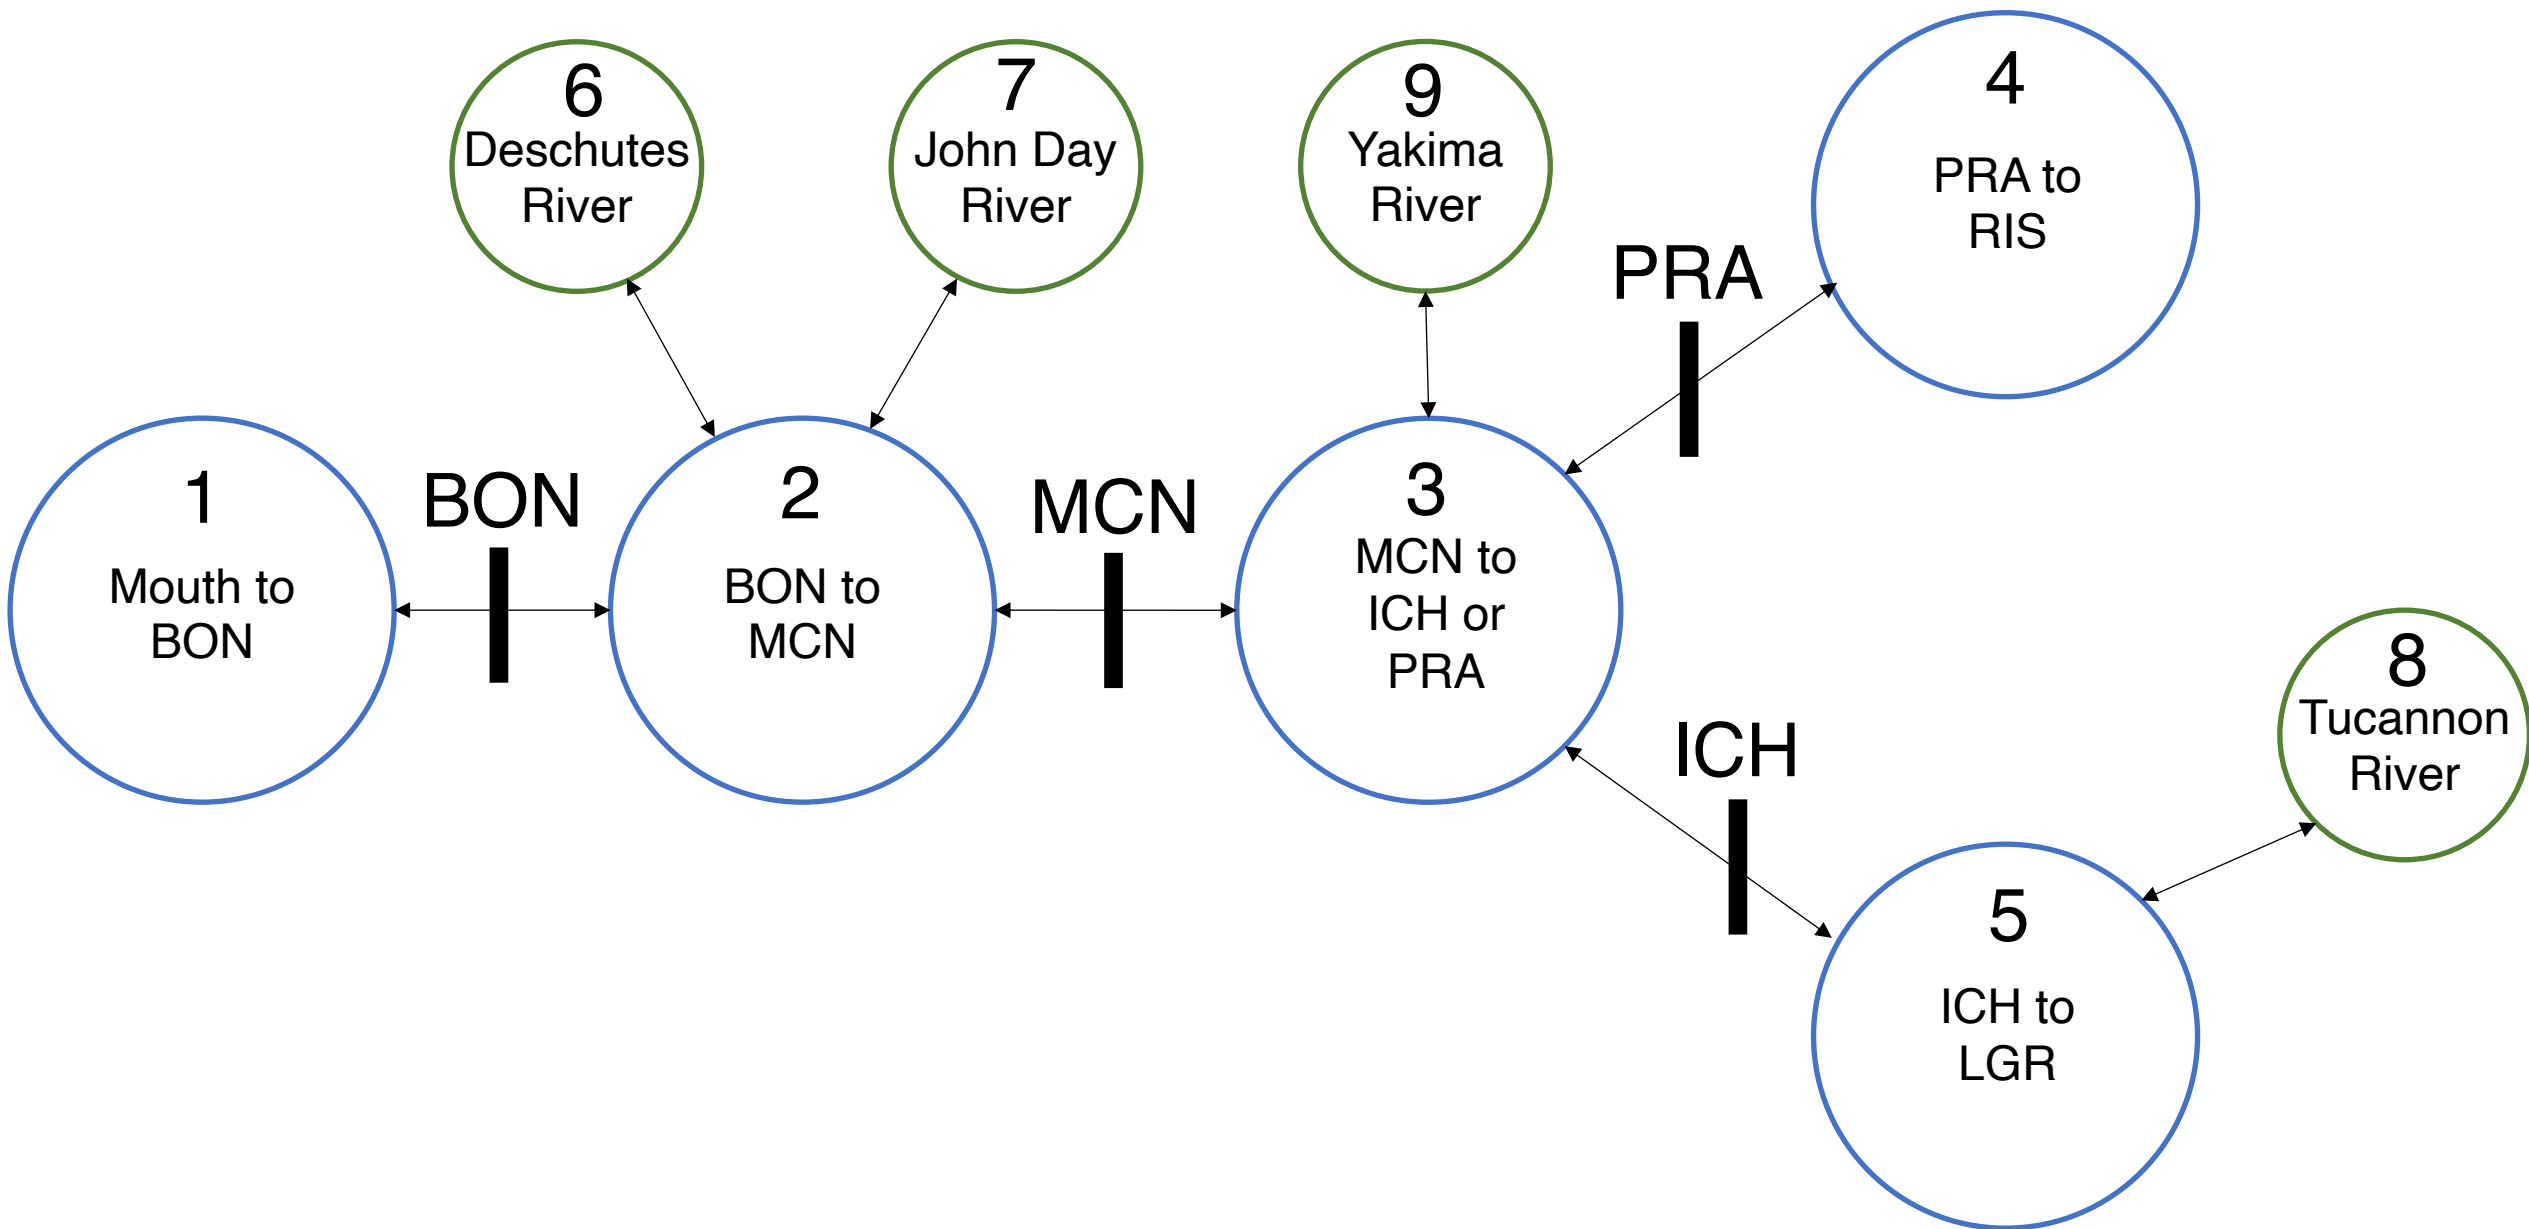 6
Deschutes
River
7
John Day
River
9
Yakima
River
4
PRA to
RIS
PRA
1
Mouth to
BON
BON
2
BON to
MCN
MCN
3
MCN to
ICH or
PRA
ICH
8
Tucannon
River
5
ICH to
LGR